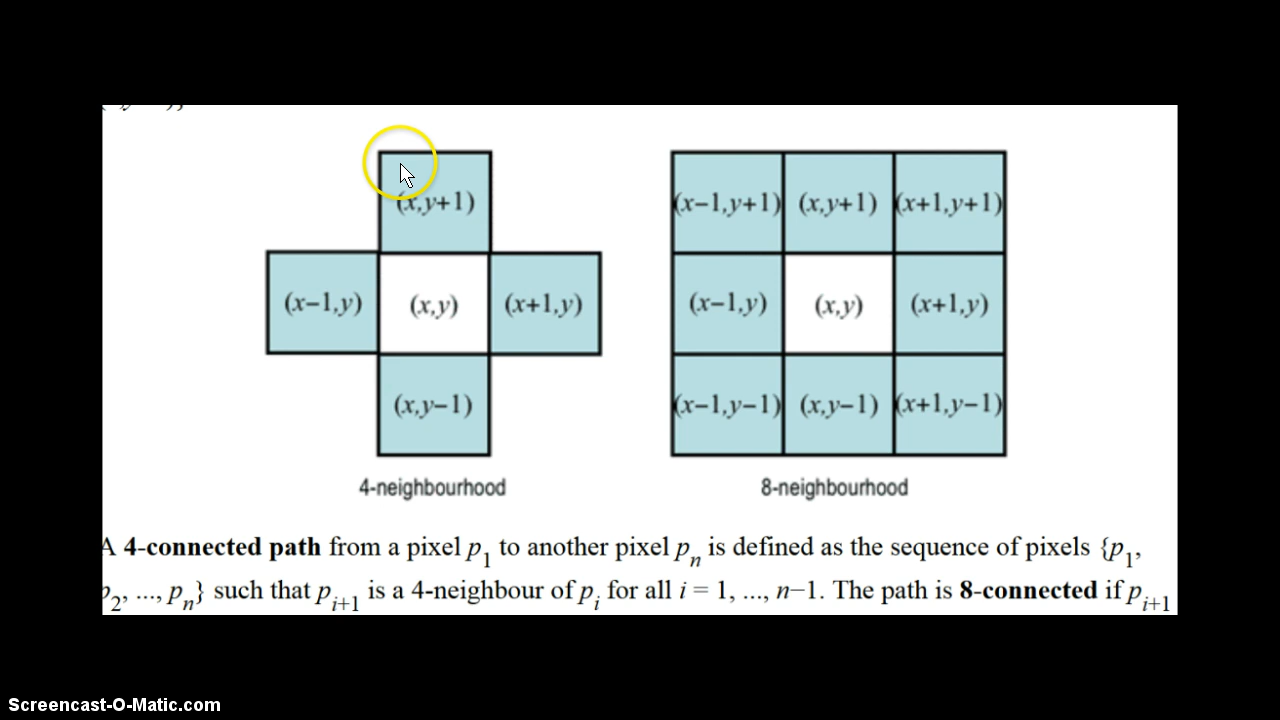 (x,y+1)
(x−1,y) (x,y) (x+1,y)
(x,y−1)
4-neighbourhood
(x−1,y+1) (x,y+1) (x+1,y+1)
(x−1,y) (x,y) (x+1,y)
(x−1,y−1) (x,y−1) (x+1,y−1)
8-neighbourhood
A 4-connected path from a pixel p1 to another pixel pn is defined as the sequence of pixels {p1,
p2, ..., pn} such that pi+1 is a 4-neighbour of pi for all i = 1, ..., n−1. The path is 8-connected if pi+1
Screencast-O-Matic.com